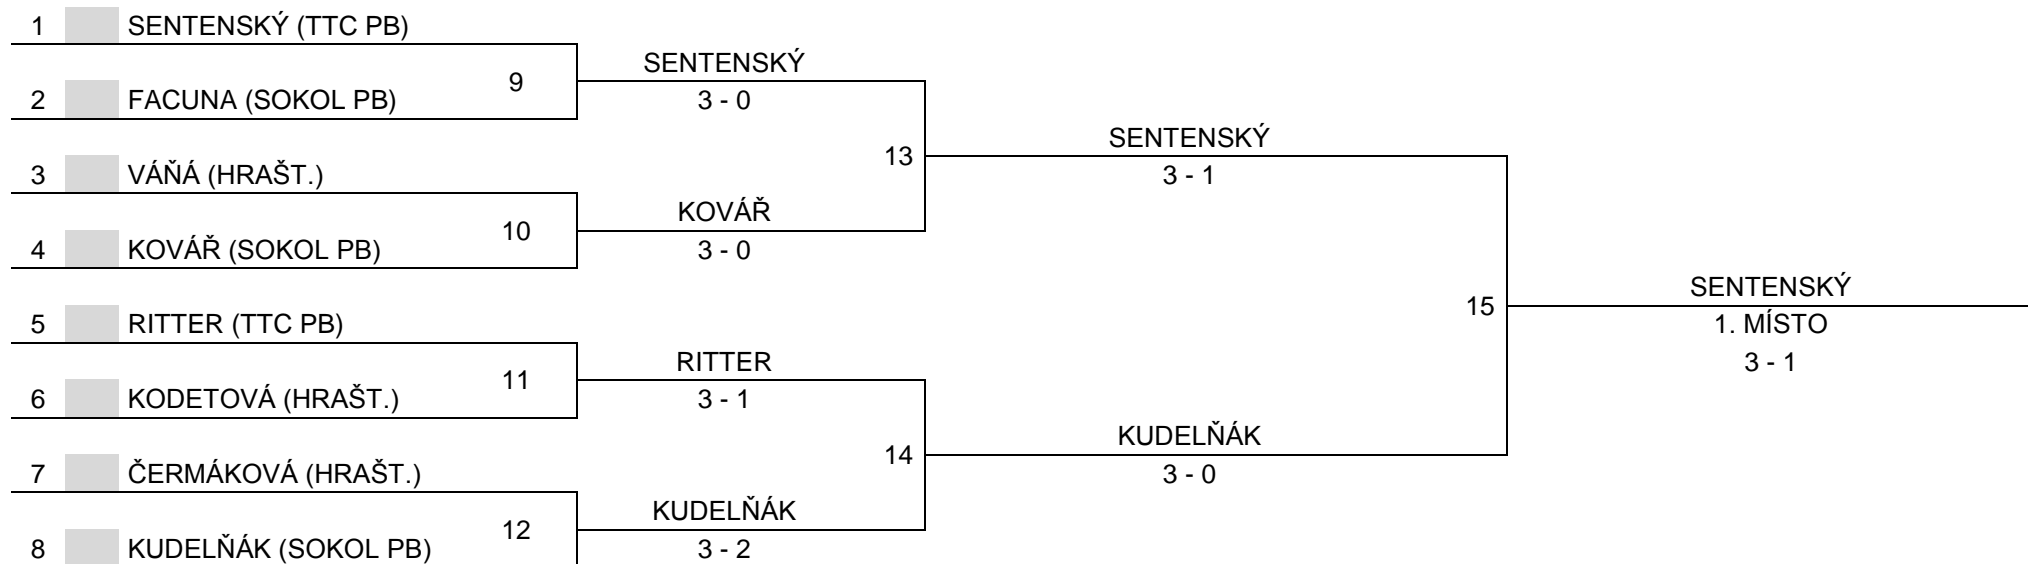 1 SENTENSKÝ (TTC PB)
SENTENSKÝ
9
2 FACUNA (SOKOL PB)
3 - 0
SENTENSKÝ
13
3 VÁŇÁ (HRAŠT.)
3 - 1
KOVÁŘ
10
4 KOVÁŘ (SOKOL PB)
3 - 0
SENTENSKÝ
15
5 RITTER (TTC PB)
1. MÍSTO
RITTER
3 - 1
11
6 KODETOVÁ (HRAŠT.)
3 - 1
KUDELŇÁK
14
7 ČERMÁKOVÁ (HRAŠT.)
3 - 0
KUDELŇÁK
12
8 KUDELŇÁK (SOKOL PB)
3 - 2